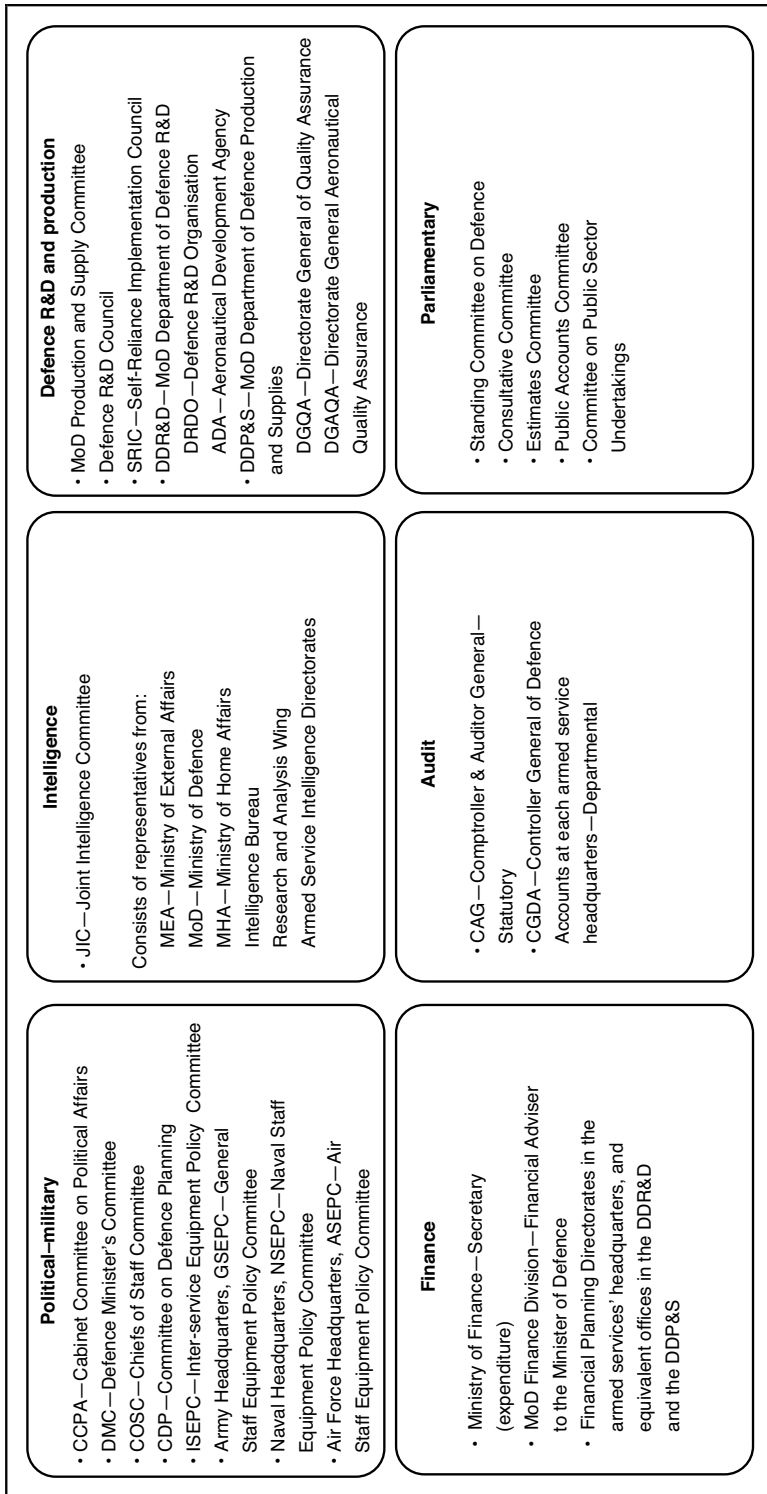 Political–military
• CCPA—Cabinet Committee on Political Affairs
• DMC—Defence Minister's Committee
• COSC—Chiefs of Staff Committee
• CDP—Committee on Defence Planning
• ISEPC—Inter-service Equipment Policy Committee
• Army Headquarters, GSEPC—General
Staff Equipment Policy Committee
• Naval Headquarters, NSEPC—Naval Staff
Equipment Policy Committee
• Air Force Headquarters, ASEPC—Air
Staff Equipment Policy Committee
Intelligence
• JIC—Joint Intelligence Committee
Consists of representatives from:
MEA—Ministry of External Affairs
MoD—Ministry of Defence
MHA—Ministry of Home Affairs
Intelligence Bureau
Research and Analysis Wing
Armed Service Intelligence Directorates
Defence R&D and production
• MoD Production and Supply Committee
• Defence R&D Council
• SRIC—Self-Reliance Implementation Council
• DDR&D—MoD Department of Defence R&D
DRDO—Defence R&D Organisation
ADA—Aeronautical Development Agency
• DDP&S—MoD Department of Defence Production
and Supplies
DGQA—Directorate General of Quality Assurance
DGAQA—Directorate General Aeronautical
Quality Assurance
Finance
• Ministry of Finance—Secretary
(expenditure)
• MoD Finance Division—Financial Adviser
to the Minister of Defence
• Financial Planning Directorates in the
armed services' headquarters, and
equivalent offices in the DDR&D
and the DDP&S
Audit
• CAG—Comptroller & Auditor General—
Statutory
• CGDA—Controller General of Defence
Accounts at each armed service
headquarters—Departmental
Parliamentary
• Standing Committee on Defence
• Consultative Committee
• Estimates Committee
• Public Accounts Committee
• Committee on Public Sector
Undertakings